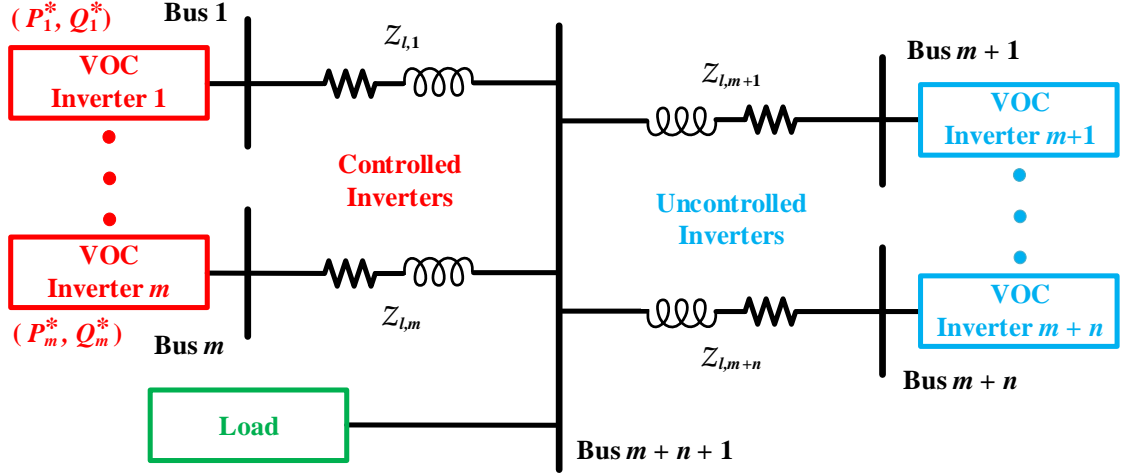 (P₁*, Q₁*)
Bus 1
VOC
Inverter 1
Zl,1
Controlled
Inverters
VOC
Inverter m
(Pₘ*, Qₘ*)
Bus m
Zl,m
Load
Bus m + n + 1
Zl,m+1
Bus m + 1
VOC
Inverter m+1
Uncontrolled
Inverters
Zl,m+n
VOC
Inverter m + n
Bus m + n